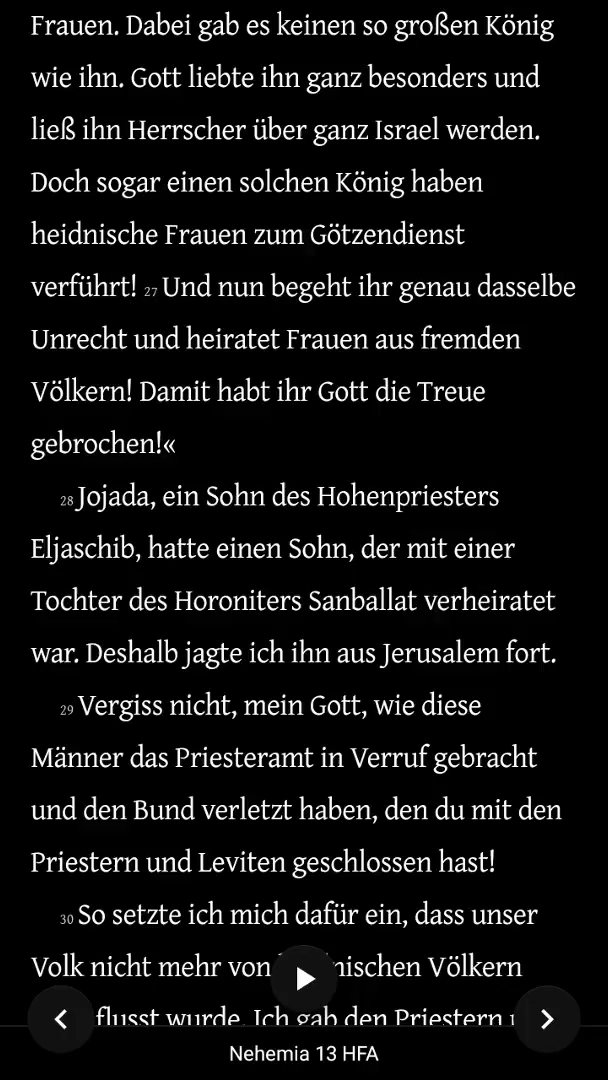 Frauen. Dabei gab es keinen so großen König
wie ihn. Gott liebte ihn ganz besonders und
ließ ihn Herrscher über ganz Israel werden.
Doch sogar einen solchen König haben
heidnische Frauen zum Götzendienst
verführt! 27 Und nun begeht ihr genau dasselbe
Unrecht und heiratet Frauen aus fremden
Völkern! Damit habt ihr Gott die Treue
gebrochen!«
28 Jojada, ein Sohn des Hohenpriesters
Eljaschib, hatte einen Sohn, der mit einer
Tochter des Horoniters Sanballat verheiratet
war. Deshalb jagte ich ihn aus Jerusalem fort.
29 Vergiss nicht, mein Gott, wie diese
Männer das Priesteramt in Verruf gebracht
und den Bund verletzt haben, den du mit den
Priestern und Leviten geschlossen hast!
30 So setzte ich mich dafür ein, dass unser
Volk nicht mehr von nischen Völkern
flusst wurde. Ich gab den Priestern
Nehemia 13 HFA